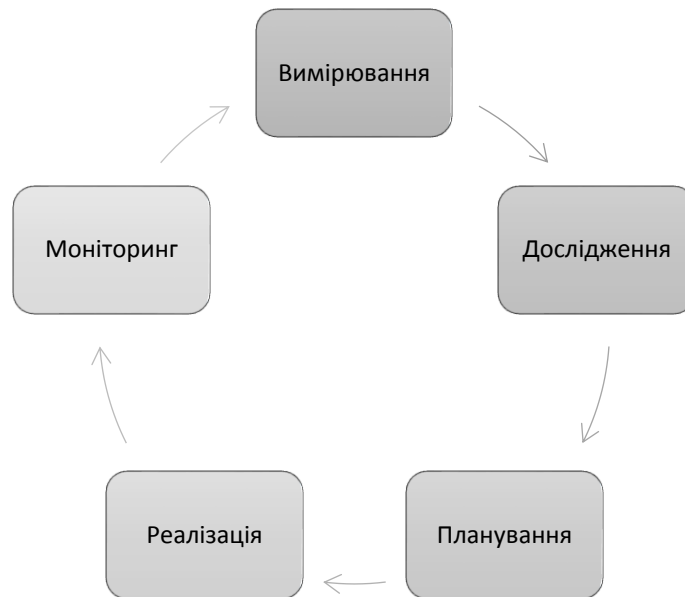 Вимірювання
Дослідження
Планування
Реалізація
Моніторинг